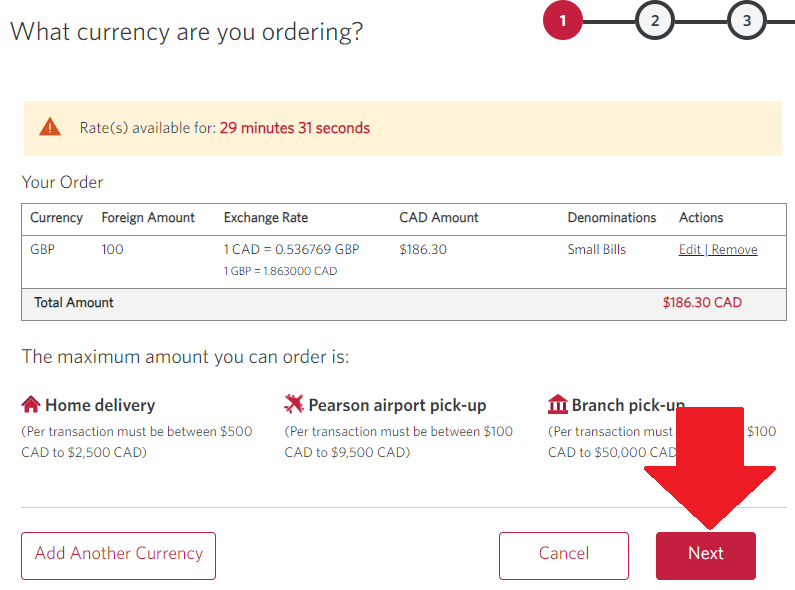 What currency are you ordering?
1 2 3
Rate(s) available for: 29 minutes 31 seconds
Your Order
Currency Foreign Amount Exchange Rate CAD Amount Denominations Actions
GBP 100 1 CAD = 0.536769 GBP $186.30 Small Bills Edit | Remove
1 GBP = 1.863000 CAD
Total Amount $186.30 CAD
The maximum amount you can order is:
Home delivery Pearson airport pick-up Branch pick-up
(Per transaction must be between $500 (Per transaction must be between $100 (Per transaction must $100
CAD to $2,500 CAD) CAD to $9,500 CAD) CAD to $50,000 CAD
Add Another Currency Cancel Next